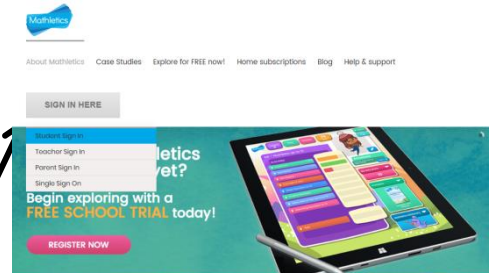 Mathletics
About Mathletics Case Studies Explore for FREE now! Home subscriptions Blog Help & support
SIGN IN HERE
Student Sign In
Teacher Sign In
Parent Sign In
Single Sign On
letics
yet?
Begin exploring with a
FREE SCHOOL TRIAL today!
REGISTER NOW